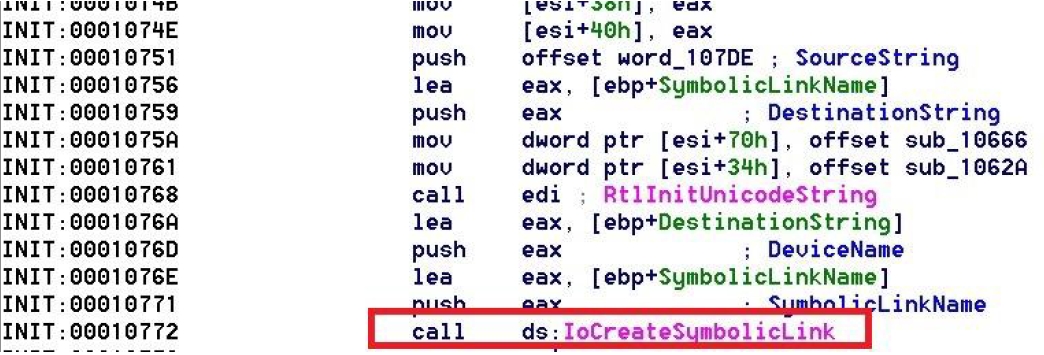 INIT:0001074B mov [esi+38h], eax
INIT:0001074E mov [esi+40h], eax
INIT:00010751 push offset word_107DE ; SourceString
INIT:00010756 lea eax, [ebp+SymbolicLinkName]
INIT:00010759 push eax ; DestinationString
INIT:0001075A mov dword ptr [esi+70h], offset sub_10666
INIT:00010761 mov dword ptr [esi+34h], offset sub_1062A
INIT:00010768 call edi ; RtlInitUnicodeString
INIT:0001076A lea eax, [ebp+DestinationString]
INIT:0001076D push eax ; DeviceName
INIT:0001076E lea eax, [ebp+SymbolicLinkName]
INIT:00010771 push eax ; SymbolicLinkName
INIT:00010772 call ds:IoCreateSymbolicLink